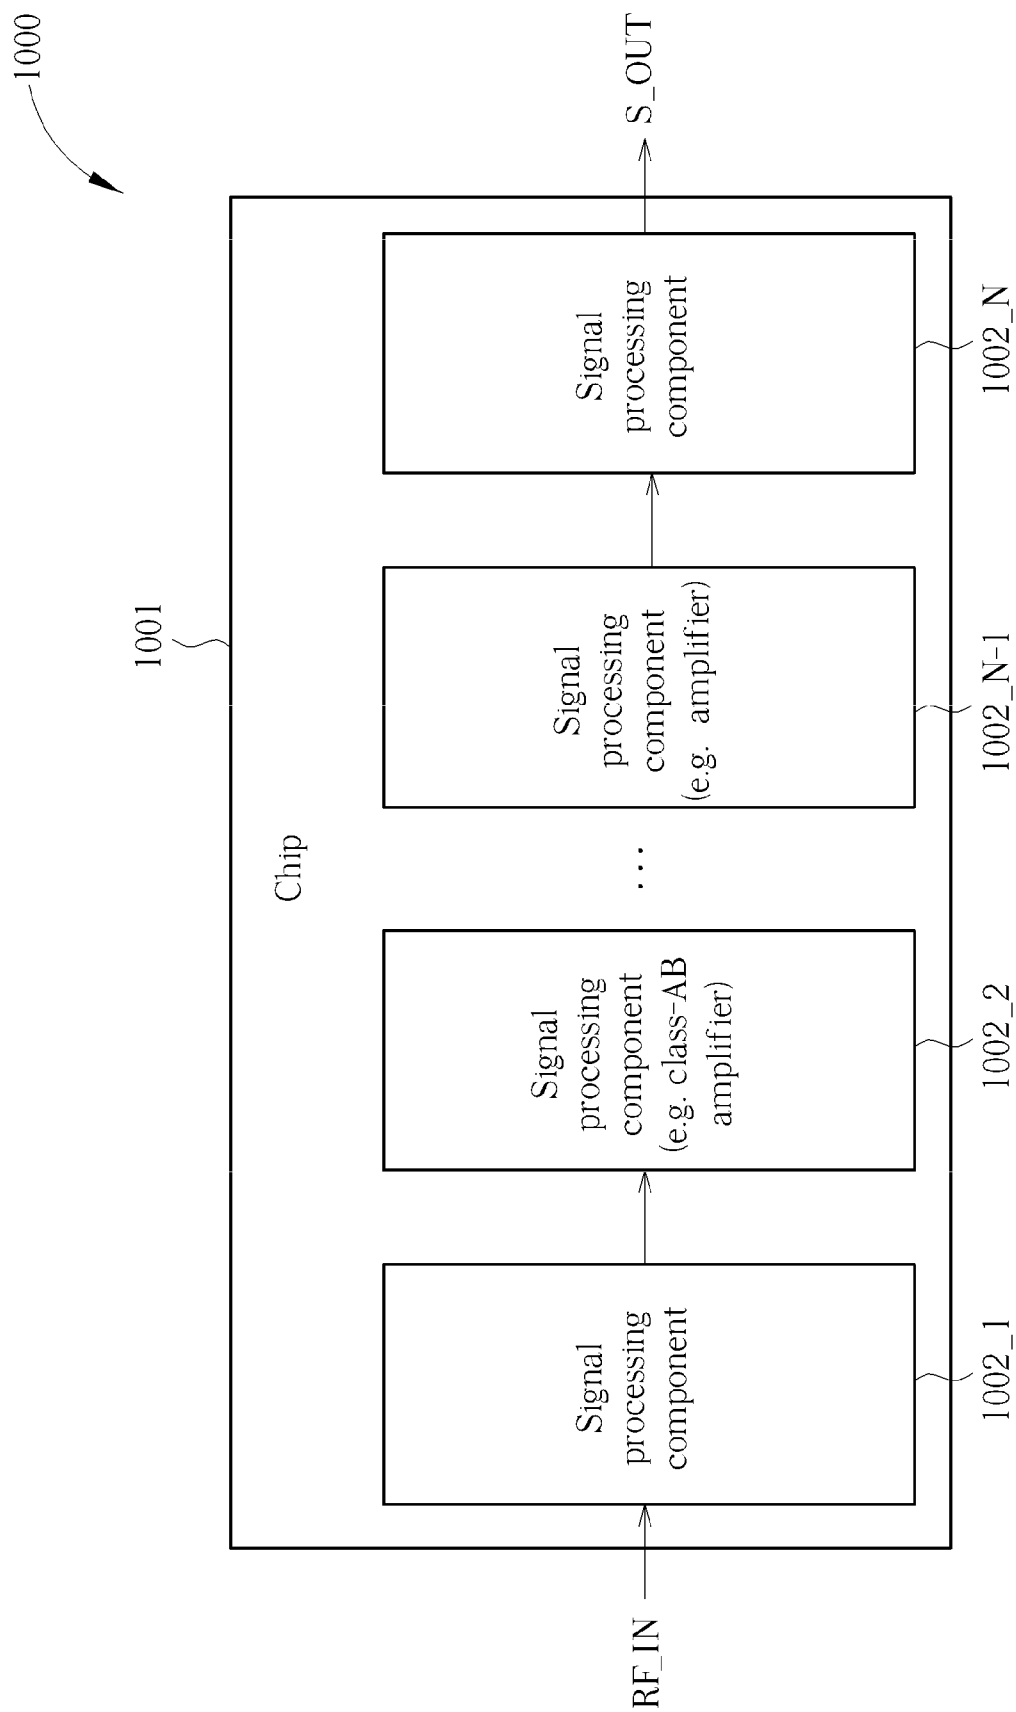 1000
1001
Chip
RF_IN
Signal
processing
component
1002_1
Signal
processing
component
(e.g. class-AB
amplifier)
1002_2
...
Signal
processing
component
(e.g. amplifier)
1002_N-1
Signal
processing
component
1002_N
S_OUT